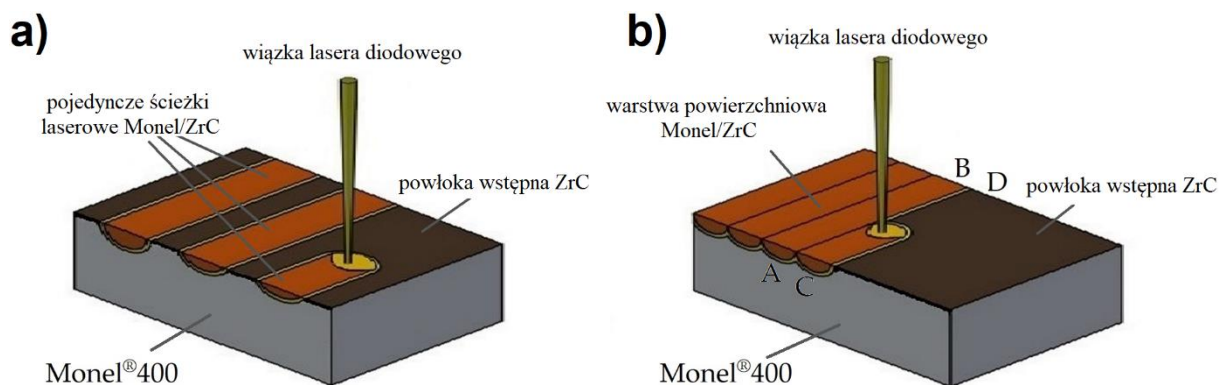 a)
wiązka lasera diodowego
pojedyncze ścieżki
laserowe Monel/ZrC
powłoka wstępna ZrC
Monel®400
b)
wiązka lasera diodowego
warstwa powierzchniowa
Monel/ZrC
B
D
powłoka wstępna ZrC
A
C
Monel®400